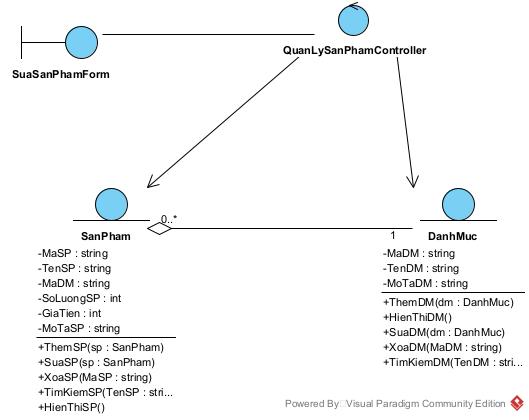 SuaSanPhamForm
QuanLySanPhamController
0..*
1
SanPham
-MaSP : string
-TenSP : string
-MaDM : string
-SoLuongSP : int
-GiaTien : int
-MoTaSP : string
+ThemSP(sp : SanPham)
+SuaSP(sp : SanPham)
+XoaSP(MaSP : string)
+TimKiemSP(TenSP : stri...
+HienThiSP()
DanhMuc
-MaDM : string
-TenDM : string
-MoTaDM : string
+ThemDM(dm : DanhMuc)
+HienThiDM()
+SuaDM(dm : DanhMuc)
+XoaDM(MaDM : string)
+TimKiemDM(TenDM : stri...
Powered By Visual Paradigm Community Edition